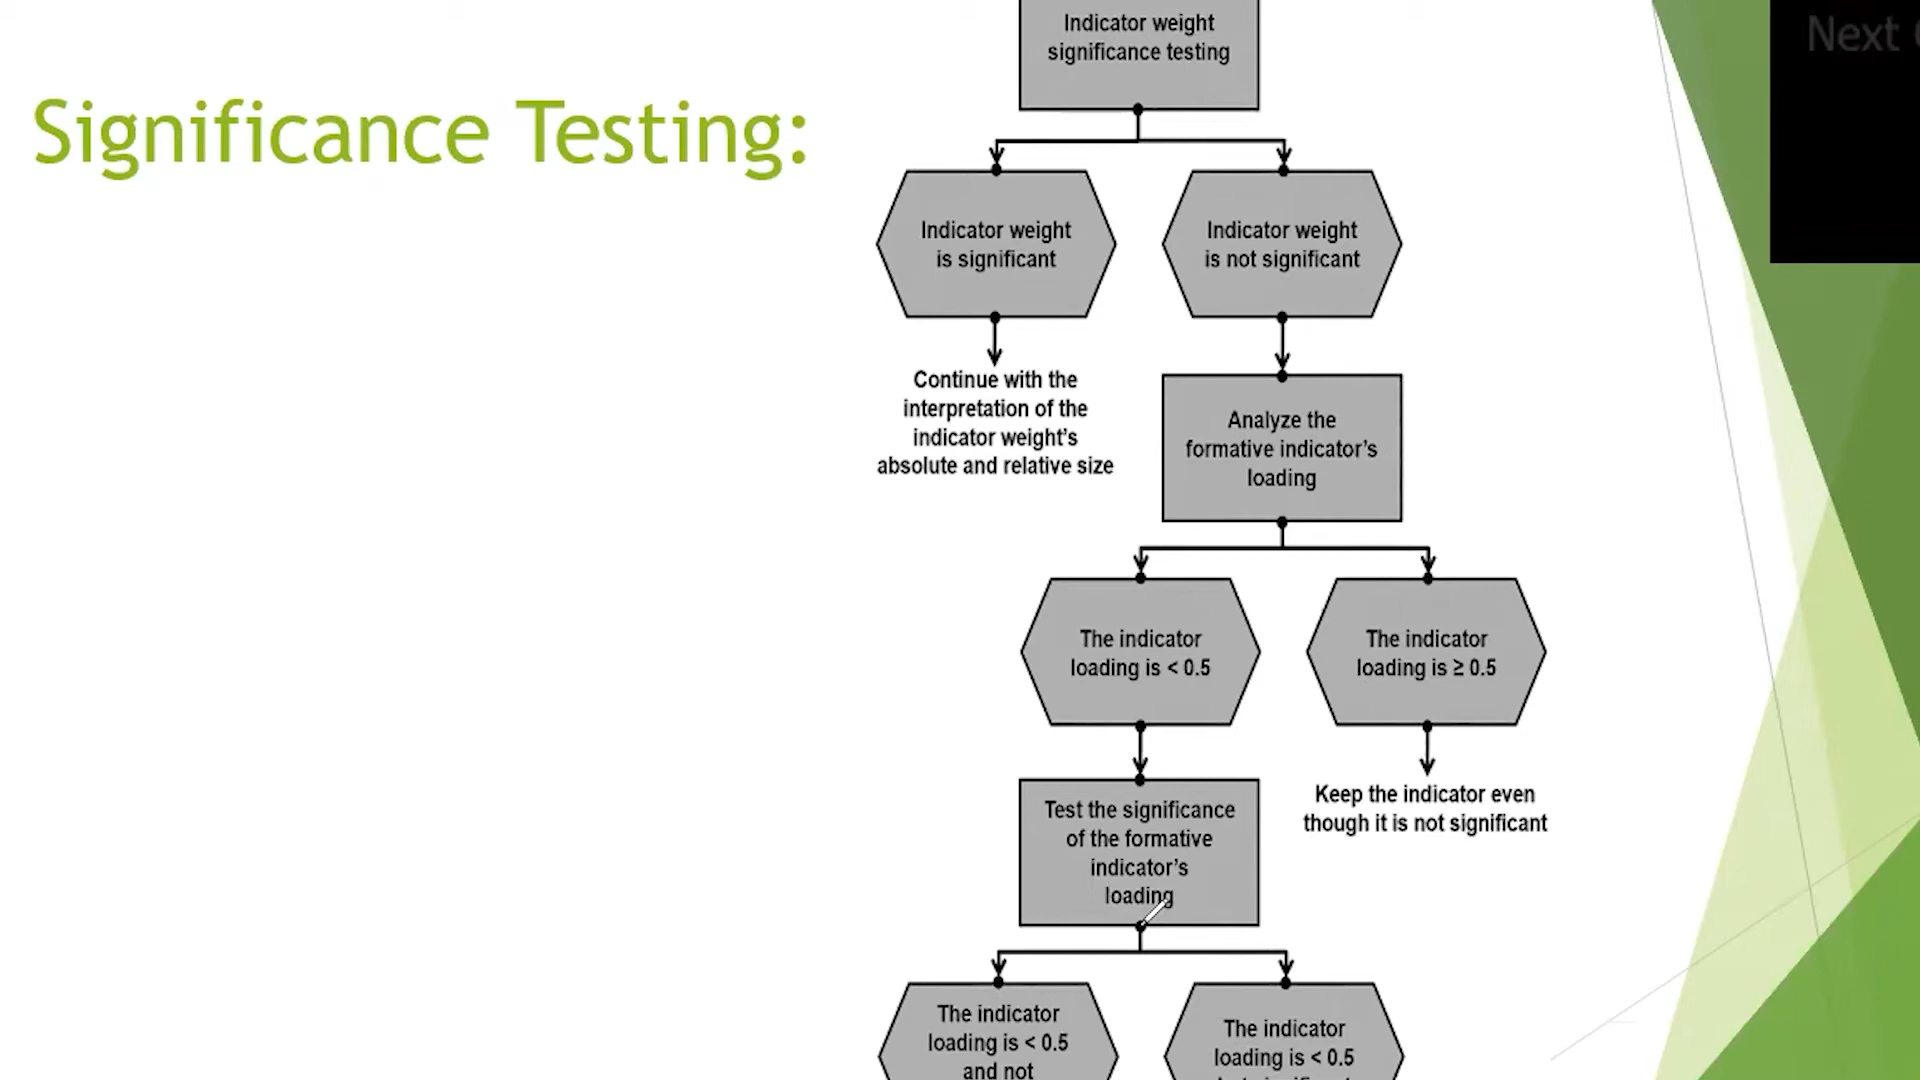 Next
Significance Testing:
Indicator weight
significance testing
Indicator weight
is significant
Indicator weight
is not significant
Continue with the
interpretation of the
indicator weight's
absolute and relative size
Analyze the
formative indicator's
loading
The indicator
loading is < 0.5
The indicator
loading is ≥ 0.5
Test the significance
of the formative
indicator's
loading
Keep the indicator even
though it is not significant
The indicator
loading is < 0.5
and not
The indicator
loading is < 0.5